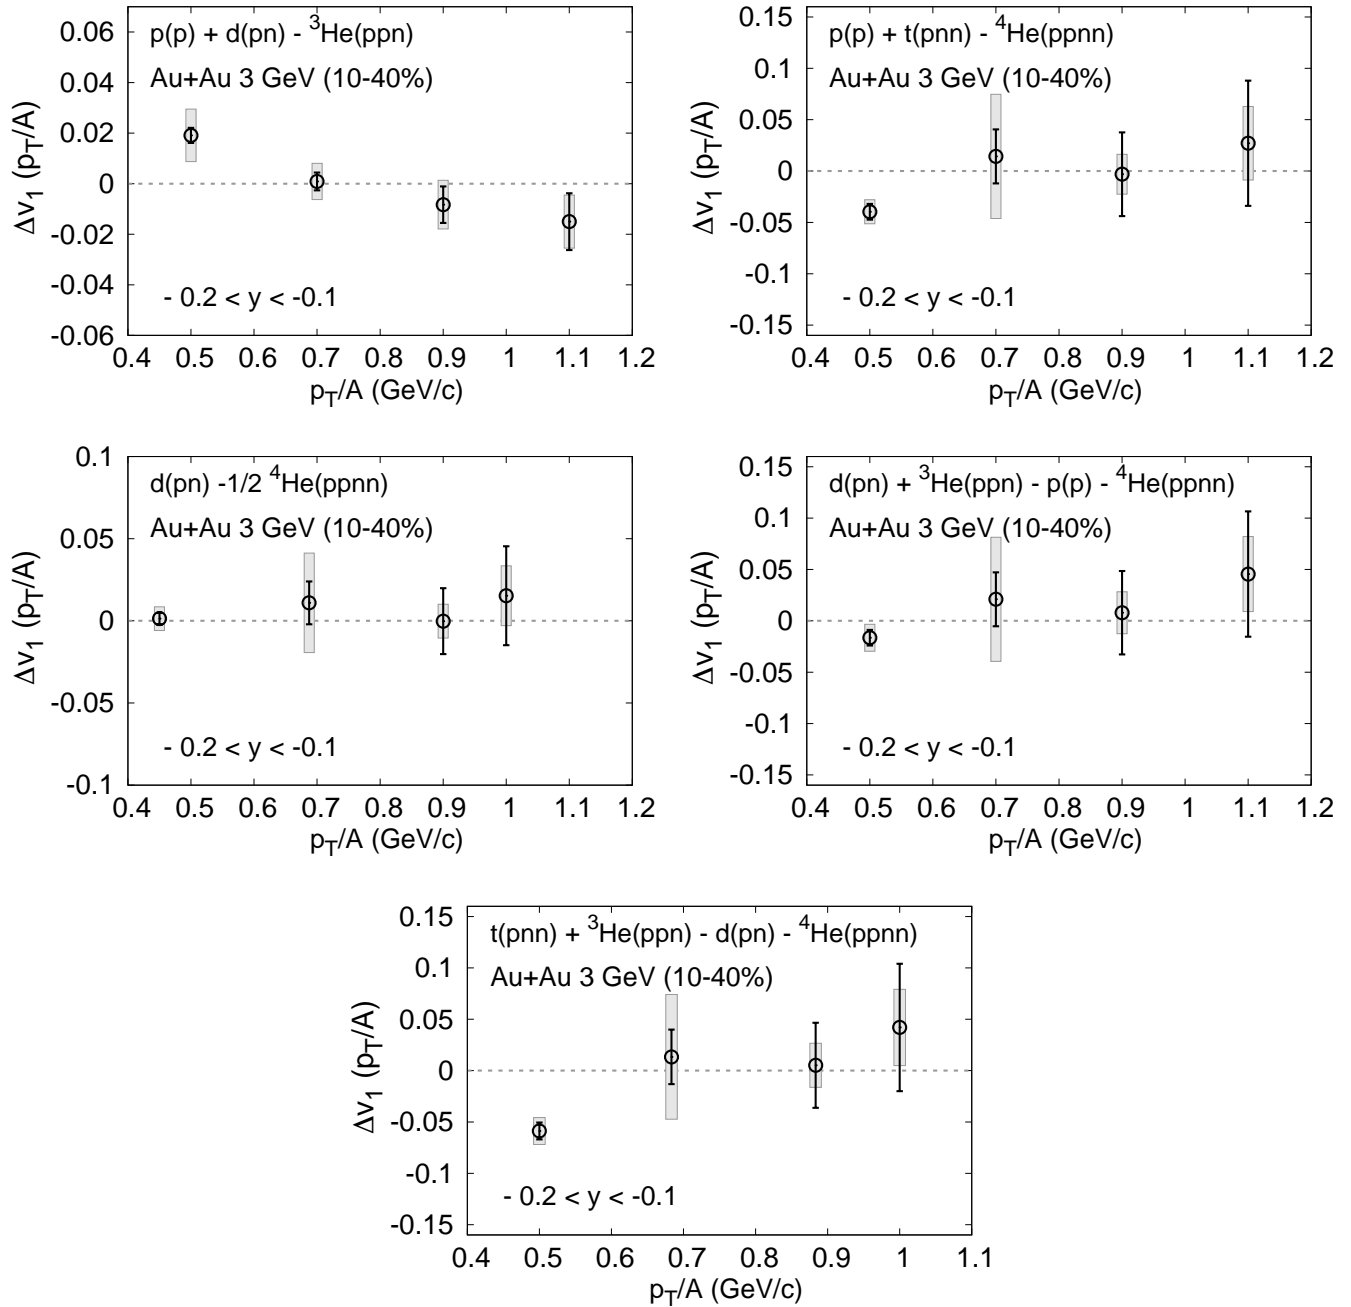 p(p) + d(pn) - ³He(ppn)
Au+Au 3 GeV (10-40%)
- 0.2 < y < -0.1
Δv₁ (p_T/A)
0.06
0.04
0.02
0
-0.02
-0.04
-0.06
0.4 0.5 0.6 0.7 0.8 0.9 1 1.1 1.2
p_T/A (GeV/c)
p(p) + t(pnn) - ⁴He(ppnn)
Au+Au 3 GeV (10-40%)
- 0.2 < y < -0.1
Δv₁ (p_T/A)
0.15
0.1
0.05
0
-0.05
-0.1
-0.15
0.4 0.5 0.6 0.7 0.8 0.9 1 1.1 1.2
p_T/A (GeV/c)
d(pn) -1/2 ⁴He(ppnn)
Au+Au 3 GeV (10-40%)
- 0.2 < y < -0.1
Δv₁ (p_T/A)
0.1
0.05
0
-0.05
-0.1
0.4 0.5 0.6 0.7 0.8 0.9 1 1.1 1.2
p_T/A (GeV/c)
d(pn) + ³He(ppn) - p(p) - ⁴He(ppnn)
Au+Au 3 GeV (10-40%)
- 0.2 < y < -0.1
Δv₁ (p_T/A)
0.15
0.1
0.05
0
-0.05
-0.1
-0.15
0.4 0.5 0.6 0.7 0.8 0.9 1 1.1 1.2
p_T/A (GeV/c)
t(pnn) + ³He(ppn) - d(pn) - ⁴He(ppnn)
Au+Au 3 GeV (10-40%)
- 0.2 < y < -0.1
Δv₁ (p_T/A)
0.15
0.1
0.05
0
-0.05
-0.1
-0.15
0.4 0.5 0.6 0.7 0.8 0.9 1 1.1
p_T/A (GeV/c)